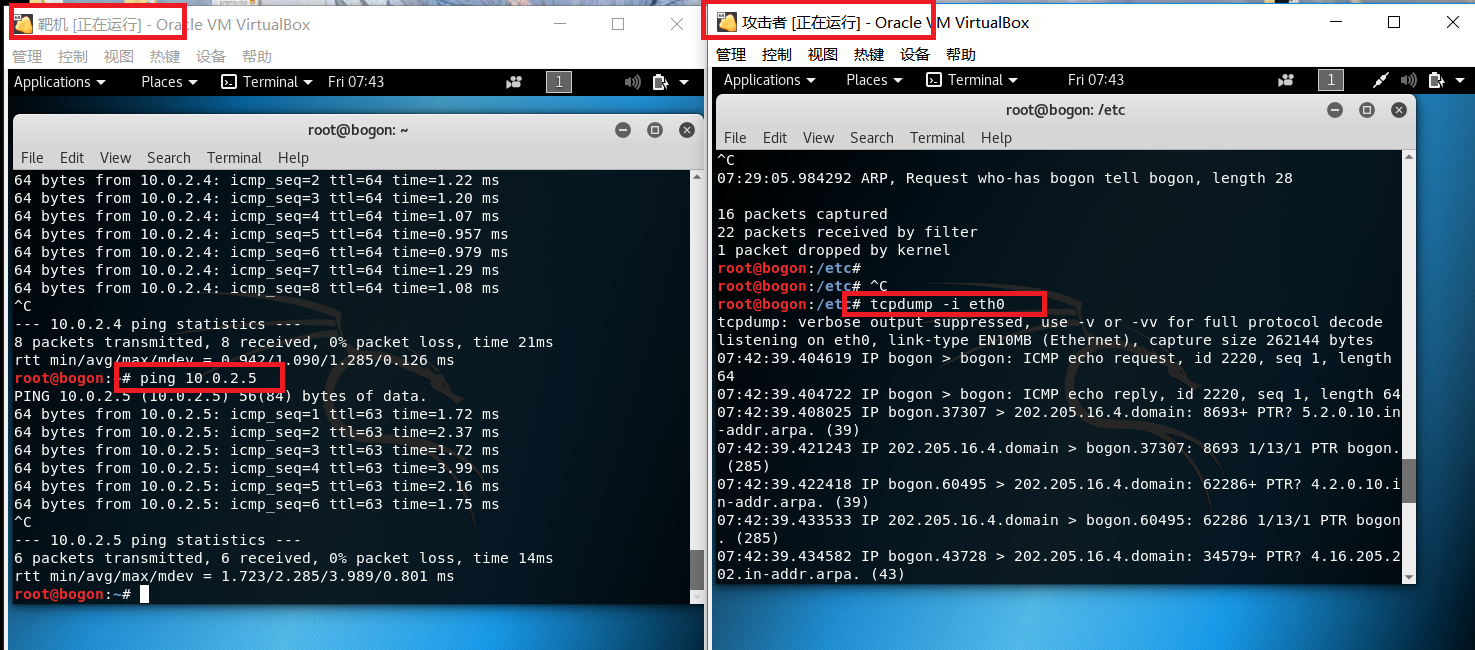 靶机 [正在运行] - Oracle VM VirtualBox
管理 控制 视图 热键 设备 帮助
Applications Places Terminal Fri 07:43 1
root@bogon: ~
File Edit View Search Terminal Help
64 bytes from 10.0.2.4: icmp_seq=2 ttl=64 time=1.22 ms
64 bytes from 10.0.2.4: icmp_seq=3 ttl=64 time=1.20 ms
64 bytes from 10.0.2.4: icmp_seq=4 ttl=64 time=1.07 ms
64 bytes from 10.0.2.4: icmp_seq=5 ttl=64 time=0.957 ms
64 bytes from 10.0.2.4: icmp_seq=6 ttl=64 time=0.979 ms
64 bytes from 10.0.2.4: icmp_seq=7 ttl=64 time=1.29 ms
64 bytes from 10.0.2.4: icmp_seq=8 ttl=64 time=1.08 ms
^C
--- 10.0.2.4 ping statistics ---
8 packets transmitted, 8 received, 0% packet loss, time 21ms
rtt min/avg/max/mdev = 0.942/1.090/1.285/0.126 ms
root@bogon:~# ping 10.0.2.5
PING 10.0.2.5 (10.0.2.5) 56(84) bytes of data.
64 bytes from 10.0.2.5: icmp_seq=1 ttl=63 time=1.72 ms
64 bytes from 10.0.2.5: icmp_seq=2 ttl=63 time=2.37 ms
64 bytes from 10.0.2.5: icmp_seq=3 ttl=63 time=1.72 ms
64 bytes from 10.0.2.5: icmp_seq=4 ttl=63 time=3.99 ms
64 bytes from 10.0.2.5: icmp_seq=5 ttl=63 time=2.16 ms
64 bytes from 10.0.2.5: icmp_seq=6 ttl=63 time=1.75 ms
^C
--- 10.0.2.5 ping statistics ---
6 packets transmitted, 6 received, 0% packet loss, time 14ms
rtt min/avg/max/mdev = 1.723/2.285/3.989/0.801 ms
root@bogon:~#
攻击者 [正在运行] - Oracle VM VirtualBox
管理 控制 视图 热键 设备 帮助
Applications Places Terminal Fri 07:43 1
root@bogon: /etc
File Edit View Search Terminal Help
^C
07:29:05.984292 ARP, Request who-has bogon tell bogon, length 28
16 packets captured
22 packets received by filter
1 packet dropped by kernel
root@bogon:/etc#
root@bogon:/etc# ^C
root@bogon:/etc# tcpdump -i eth0
tcpdump: verbose output suppressed, use -v or -vv for full protocol decode
listening on eth0, link-type EN10MB (Ethernet), capture size 262144 bytes
07:42:39.404619 IP bogon > bogon: ICMP echo request, id 2220, seq 1, length
64
07:42:39.404722 IP bogon > bogon: ICMP echo reply, id 2220, seq 1, length 64
07:42:39.408025 IP bogon.37307 > 202.205.16.4.domain: 8693+ PTR? 5.2.0.10.in
-addr.arpa. (39)
07:42:39.421243 IP 202.205.16.4.domain > bogon.37307: 8693 1/13/1 PTR bogon.
(285)
07:42:39.422418 IP bogon.60495 > 202.205.16.4.domain: 62286+ PTR? 4.2.0.10.i
n-addr.arpa. (39)
07:42:39.433533 IP 202.205.16.4.domain > bogon.60495: 62286 1/13/1 PTR bogon
. (285)
07:42:39.434582 IP bogon.43728 > 202.205.16.4.domain: 34579+ PTR? 4.16.205.2
02.in-addr.arpa. (43)